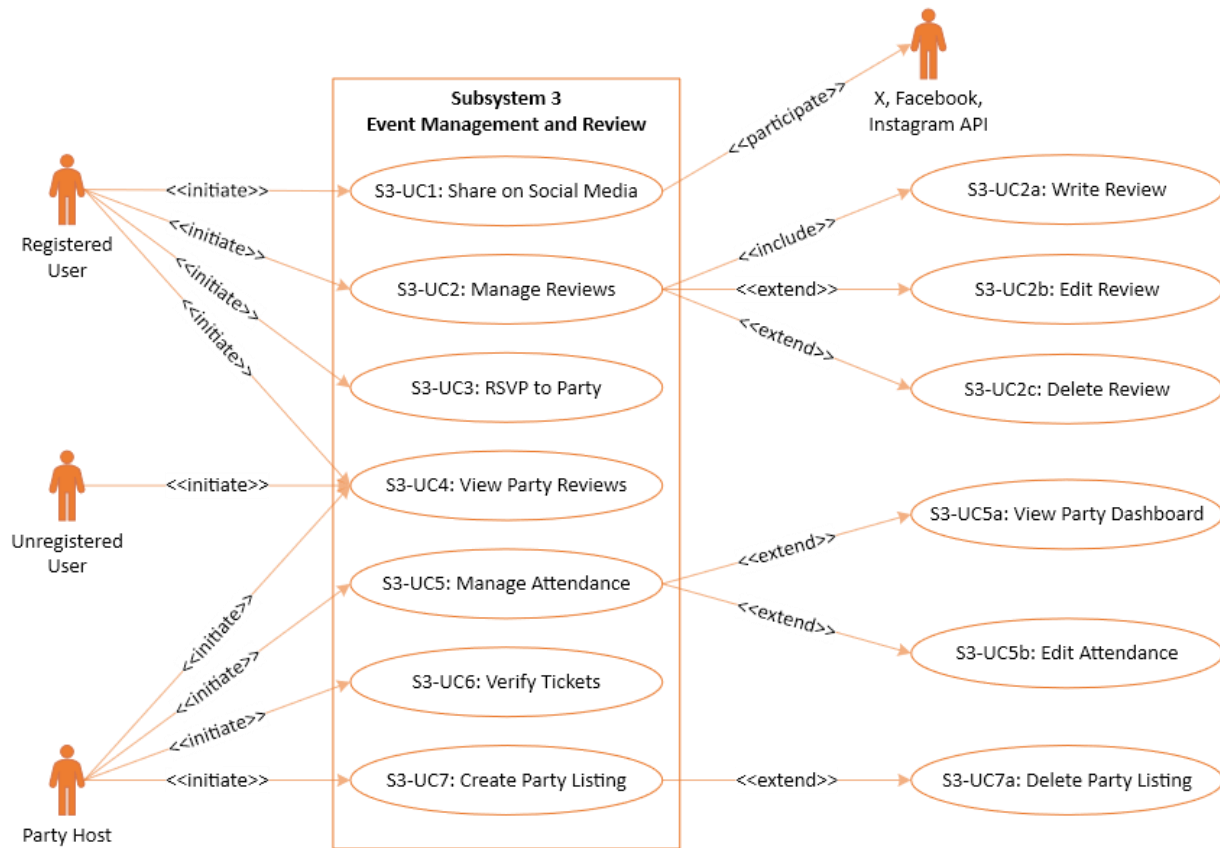 Subsystem 3
Event Management and Review
X, Facebook,
Instagram API
<<participate>>
Registered
User
<<initiate>>
S3-UC1: Share on Social Media
S3-UC2a: Write Review
<<initiate>>
<<include>>
S3-UC2: Manage Reviews
<<extend>>
S3-UC2b: Edit Review
<<initiate>>
<<extend>>
<<initiate>>
S3-UC3: RSVP to Party
S3-UC2c: Delete Review
Unregistered
User
<<initiate>>
S3-UC4: View Party Reviews
S3-UC5a: View Party Dashboard
<<extend>>
S3-UC5: Manage Attendance
<<extend>>
<<initiate>>
<<initiate>>
S3-UC5b: Edit Attendance
S3-UC6: Verify Tickets
<<initiate>>
Party Host
<<initiate>>
S3-UC7: Create Party Listing
<<extend>>
S3-UC7a: Delete Party Listing